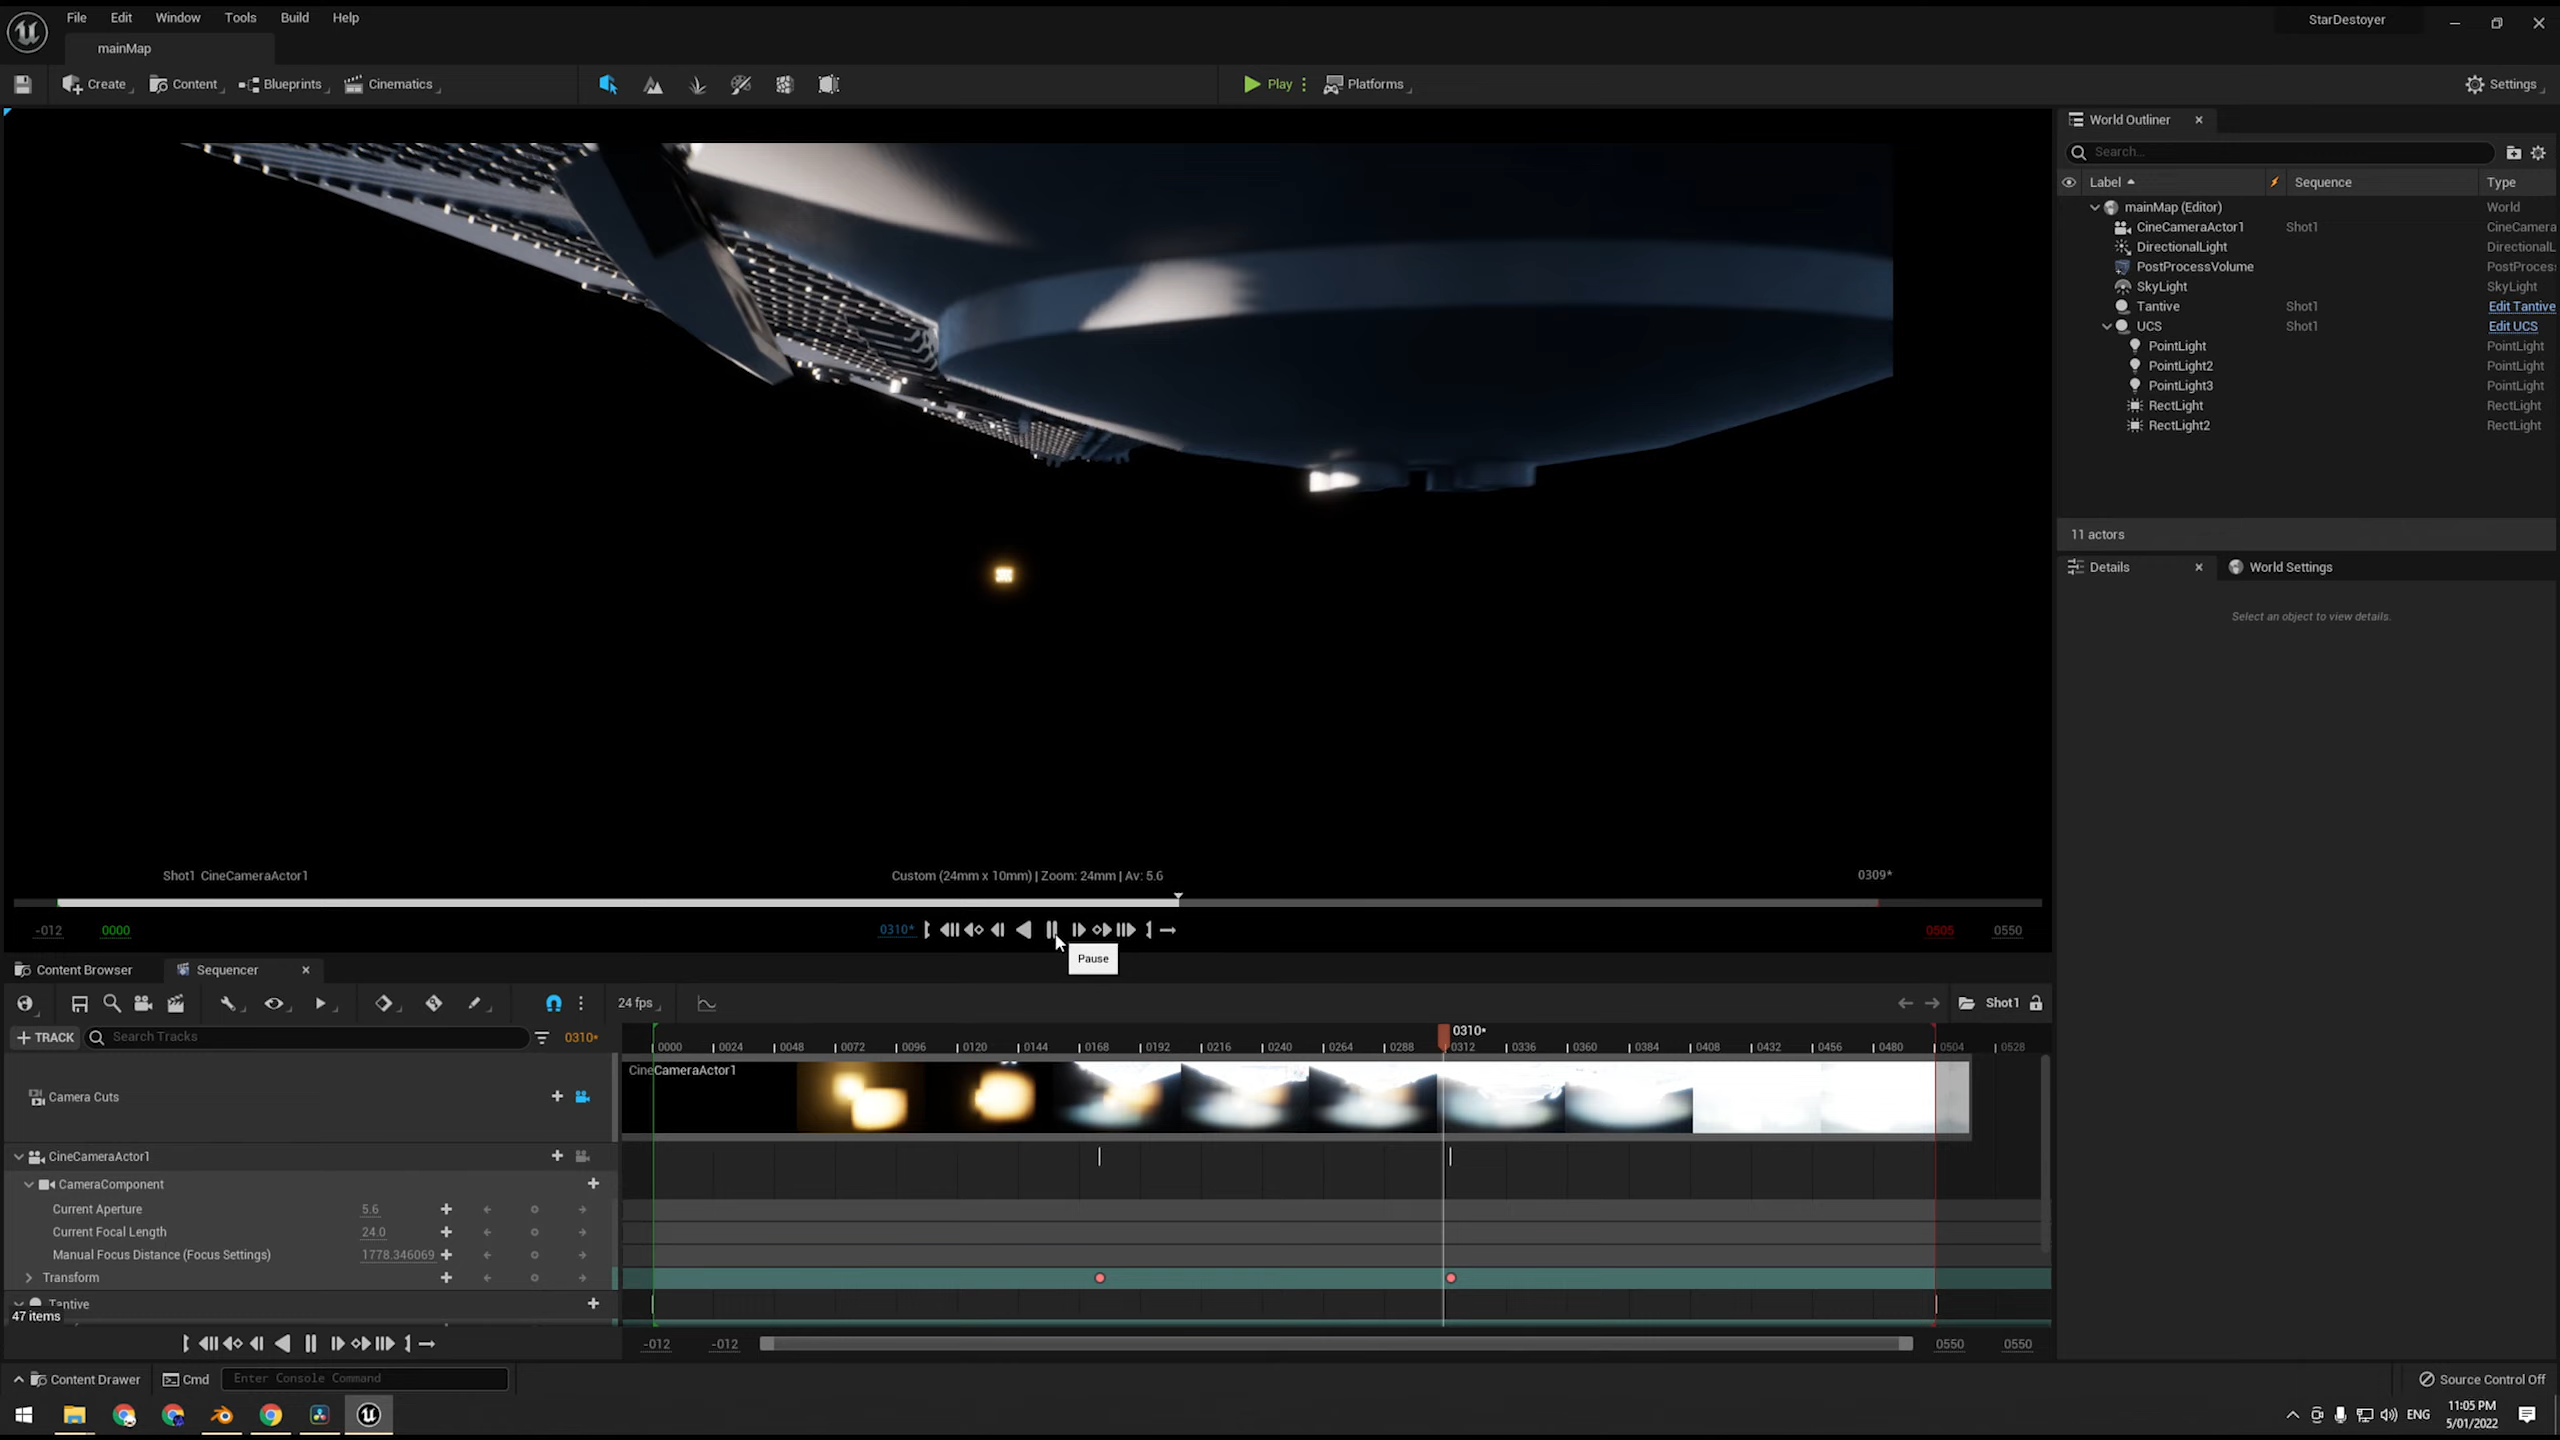 File Edit Window Tools Build Help
StarDestoyer
mainMap
Create Content Blueprints Cinematics Play Platforms Settings
World Outliner
Search...
Label Sequence Type
mainMap (Editor) World
CineCameraActor1 Shot1 CineCamera
DirectionalLight DirectionalL
PostProcessVolume PostProces
SkyLight SkyLight
Tantive Shot1 Edit Tantive
UCS Shot1 Edit UCS
PointLight PointLight
PointLight2 PointLight
PointLight3 PointLight
RectLight RectLight
RectLight2 RectLight
11 actors
Details World Settings
Select an object to view details.
Shot1 CineCameraActor1 Custom (24mm x 10mm) | Zoom: 24mm | Av: 5.6 0309*
-012 0000 0310* 0505 0550
Pause
Content Browser Sequencer
24 fps Shot1
+ TRACK Search Tracks 0310*
0310*
0000 0024 0048 0072 0096 0120 0144 0168 0192 0216 0240 0264 0288 0312 0336 0360 0384 0408 0432 0456 0480 0504 0528
CineCameraActor1
Camera Cuts
CineCameraActor1
CameraComponent
Current Aperture 5.6
Current Focal Length 24.0
Manual Focus Distance (Focus Settings) 1778.346069
Transform
Tantive
47 items
-012 -012 0550 0550
Content Drawer Cmd Enter Console Command Source Control Off
ENG 11:05 PM
5/01/2022